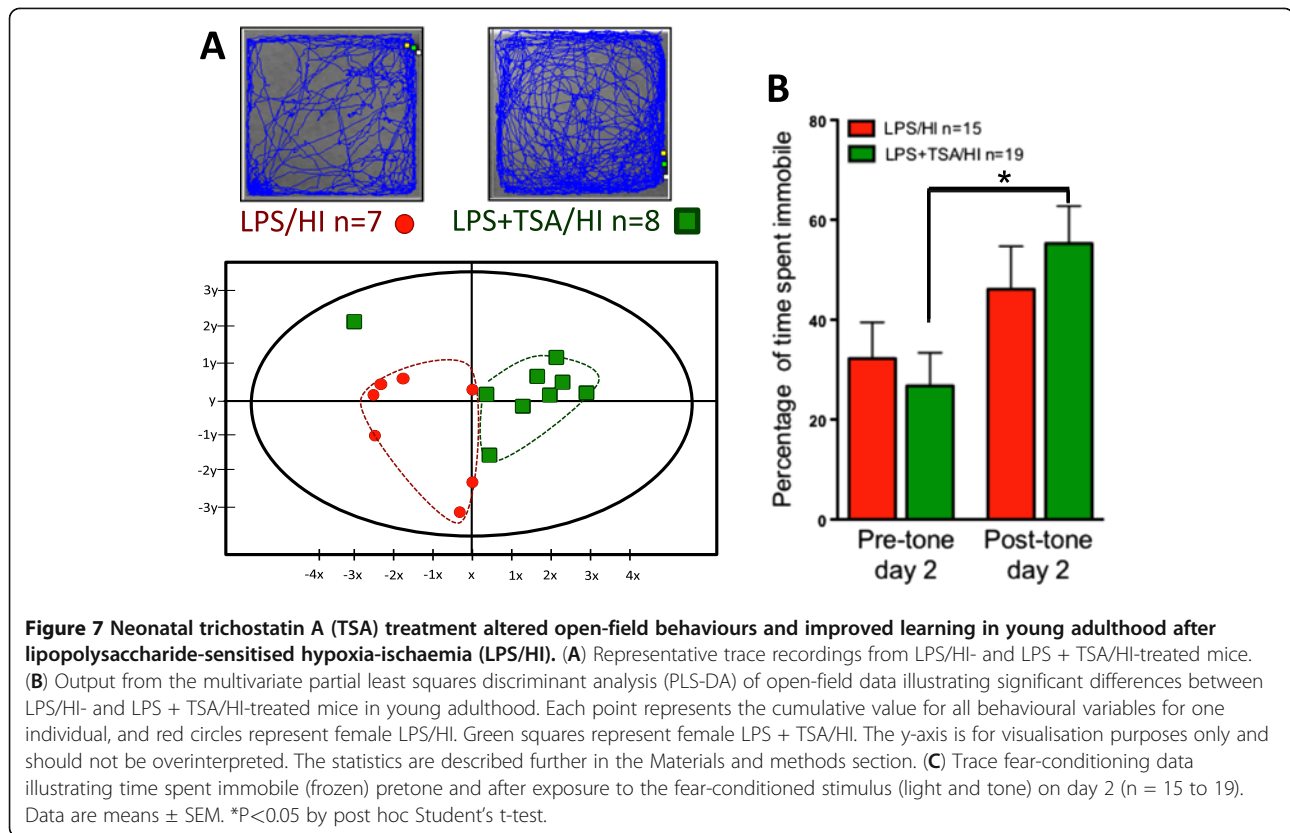 A
LPS/HI n=7
LPS+TSA/HI n=8
3y
2y
1y
y
-1y
-2y
-3y
-4x -3x -2x -1x x 1x 2x 3x 4x
B
80
60
40
20
0
Percentage of time spent immobile
LPS/HI n=15
LPS+TSA/HI n=19
*
Pre-tone day 2
Post-tone day 2
Figure 7 Neonatal trichostatin A (TSA) treatment altered open-field behaviours and improved learning in young adulthood after
lipopolysaccharide-sensitised hypoxia-ischaemia (LPS/HI). (A) Representative trace recordings from LPS/HI- and LPS + TSA/HI-treated mice.
(B) Output from the multivariate partial least squares discriminant analysis (PLS-DA) of open-field data illustrating significant differences between
LPS/HI- and LPS + TSA/HI-treated mice in young adulthood. Each point represents the cumulative value for all behavioural variables for one
individual, and red circles represent female LPS/HI. Green squares represent female LPS + TSA/HI. The y-axis is for visualisation purposes only and
should not be overinterpreted. The statistics are described further in the Materials and methods section. (C) Trace fear-conditioning data
illustrating time spent immobile (frozen) pretone and after exposure to the fear-conditioned stimulus (light and tone) on day 2 (n = 15 to 19).
Data are means ± SEM. *P<0.05 by post hoc Student's t-test.